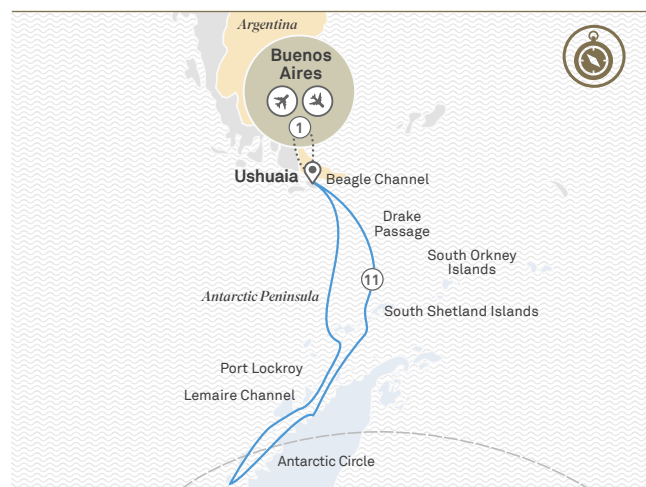 Argentina
Buenos
Aires
1
Ushuaia
Beagle Channel
Drake
Passage
South Orkney
Islands
11
Antarctic Peninsula
South Shetland Islands
Port Lockroy
Lemaire Channel
Antarctic Circle